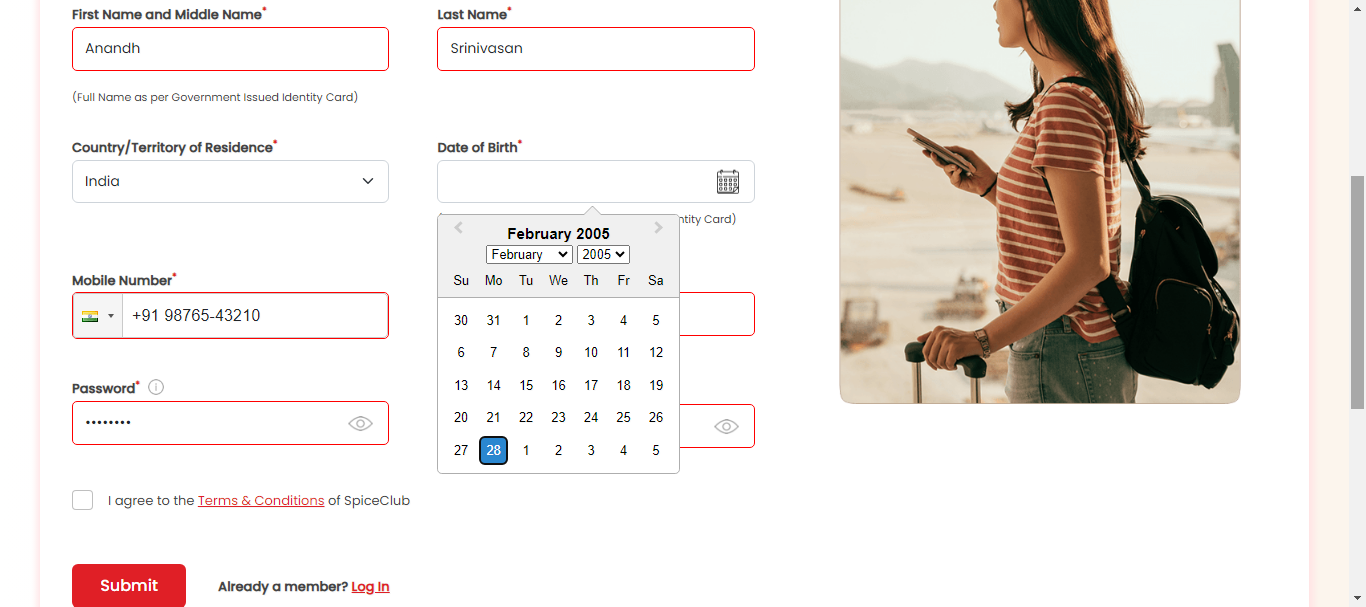 First Name and Middle Name* Last Name*
Anandh Srinivasan
(Full Name as per Government Issued Identity Card)
Country/Territory of Residence* Date of Birth*
India
ntity Card)
February 2005
February 2005
Su Mo Tu We Th Fr Sa
30 31 1 2 3 4 5
6 7 8 9 10 11 12
13 14 15 16 17 18 19
20 21 22 23 24 25 26
27 28 1 2 3 4 5
Mobile Number*
+91 98765-43210
Password*
••••••••
I agree to the Terms & Conditions of SpiceClub
Submit Already a member? Log In